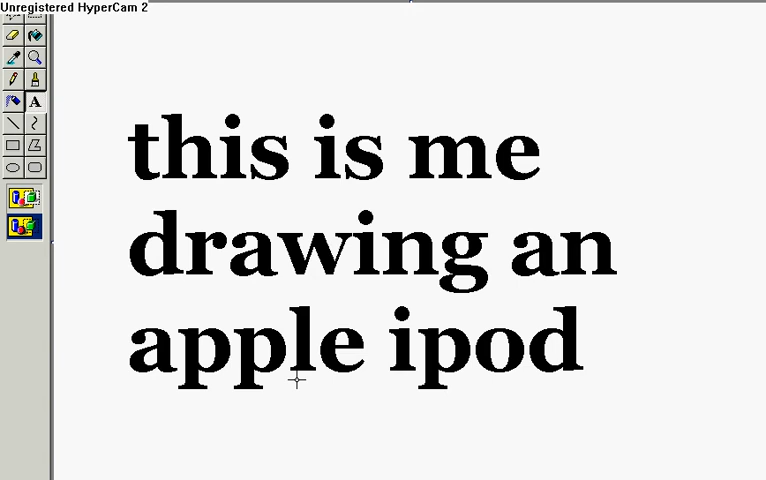 Unregistered HyperCam 2
A
this is me
drawing an
apple ipod